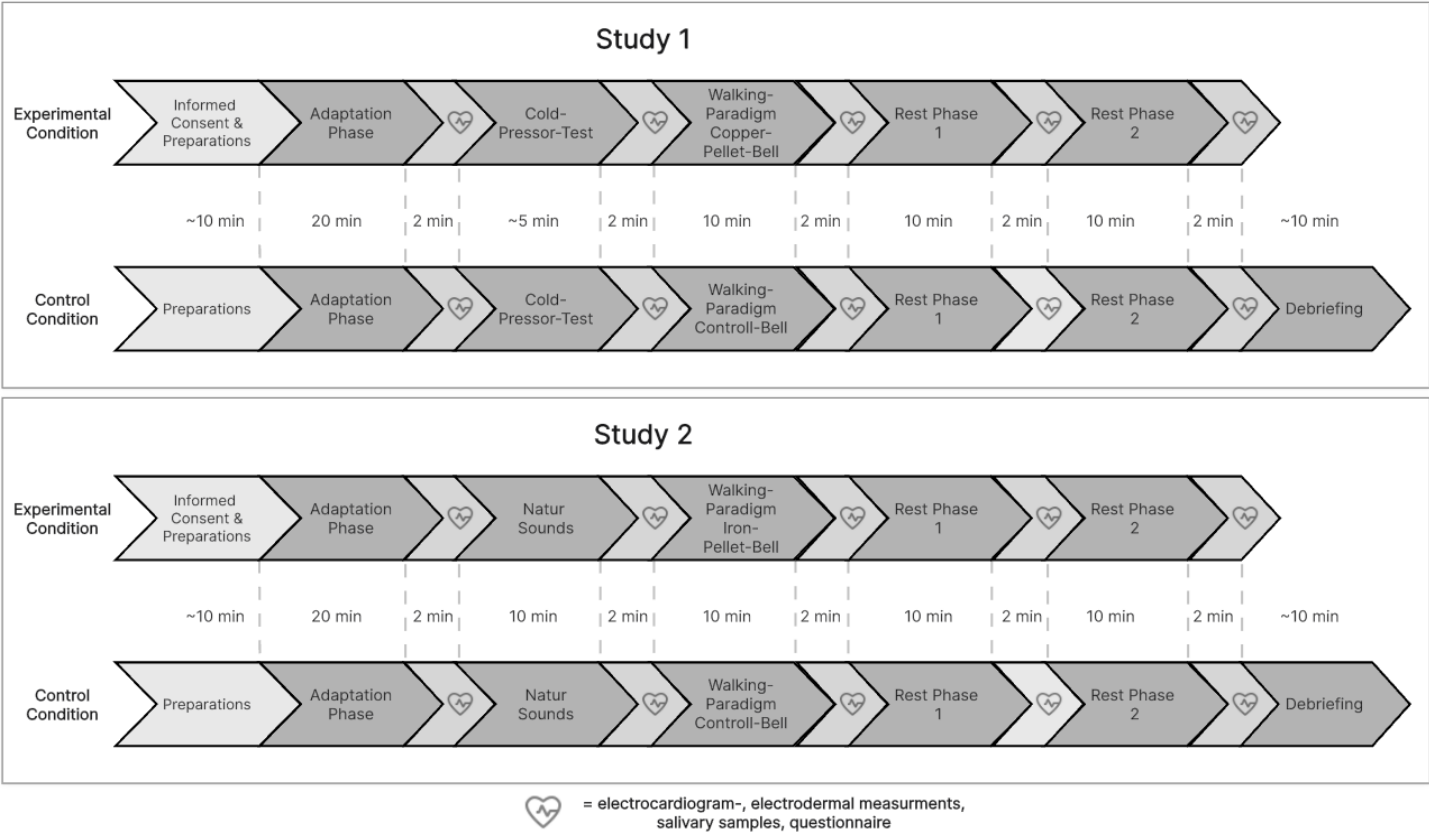 Study 1
Experimental
Condition
Informed
Consent &
Preparations
Adaptation
Phase
Cold-
Pressor-Test
Walking-
Paradigm
Copper-
Pellet-Bell
Rest Phase
1
Rest Phase
2
~10 min
20 min
2 min
~5 min
2 min
10 min
2 min
10 min
2 min
10 min
2 min
~10 min
Control
Condition
Preparations
Adaptation
Phase
Cold-
Pressor-Test
Walking-
Paradigm
Controll-Bell
Rest Phase
1
Rest Phase
2
Debriefing
Study 2
Experimental
Condition
Informed
Consent &
Preparations
Adaptation
Phase
Natur
Sounds
Walking-
Paradigm
Iron-
Pellet-Bell
Rest Phase
1
Rest Phase
2
~10 min
20 min
2 min
10 min
2 min
10 min
2 min
10 min
2 min
10 min
2 min
~10 min
Control
Condition
Preparations
Adaptation
Phase
Natur
Sounds
Walking-
Paradigm
Controll-Bell
Rest Phase
1
Rest Phase
2
Debriefing
= electrocardiogram-, electrodermal measurments,
salivary samples, questionnaire